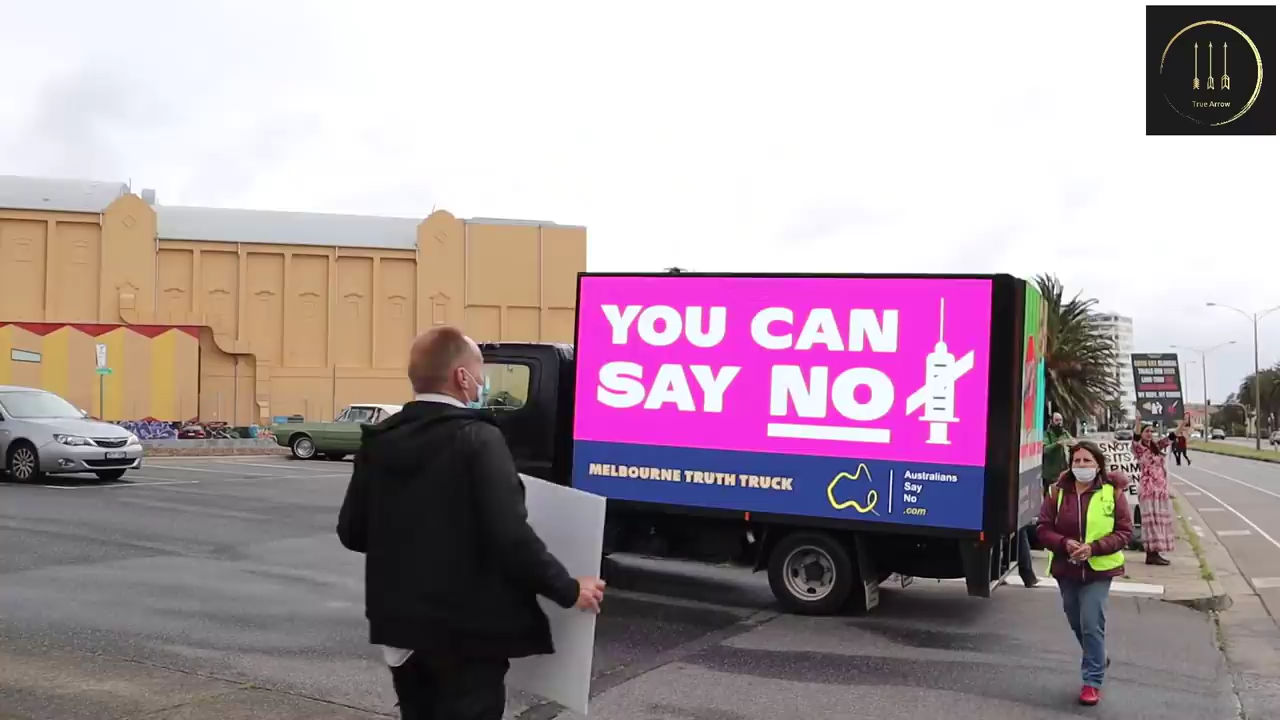 True Arrow
YOU CAN
SAY NO
MELBOURNE TRUTH TRUCK
Australians
Say
No
.com